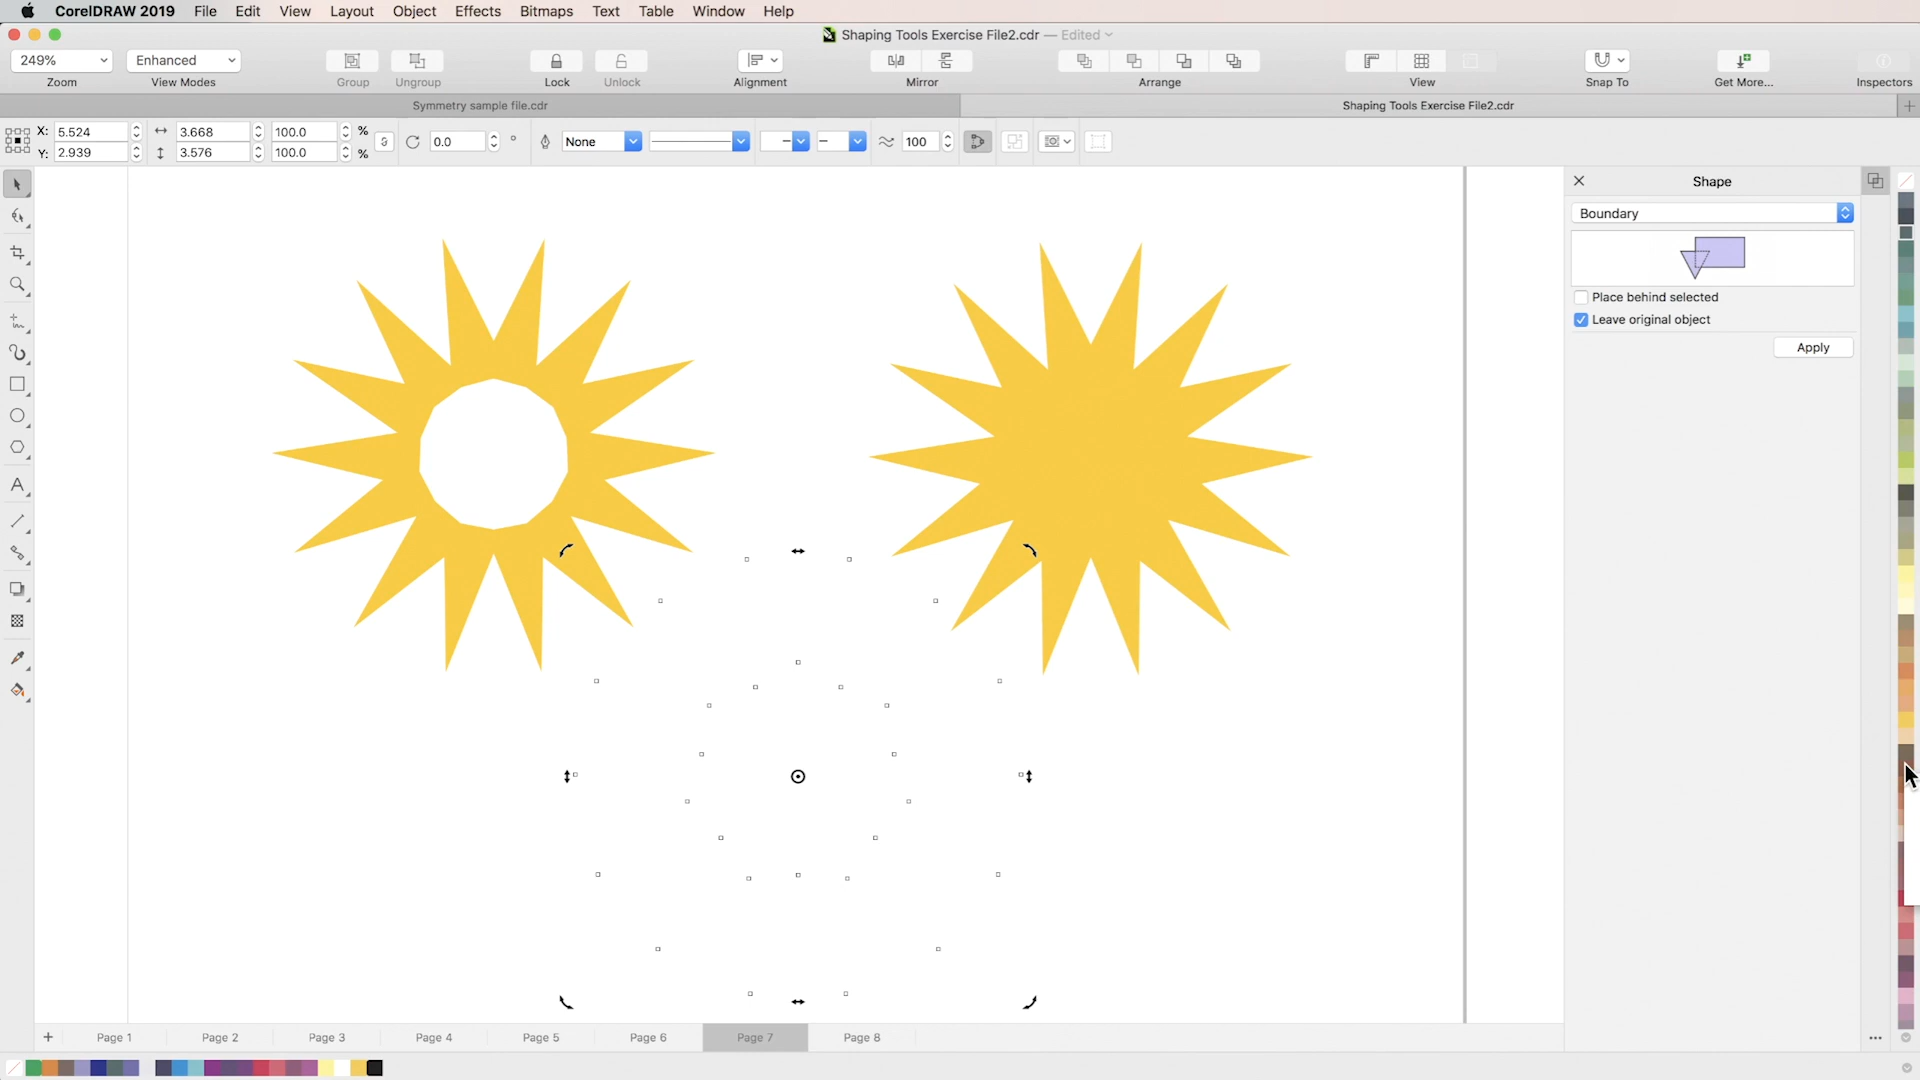 CorelDRAW 2019 File Edit View Layout Object Effects Bitmaps Text Table Window Help
Shaping Tools Exercise File2.cdr — Edited
249% Enhanced
Zoom View Modes Group Ungroup Lock Unlock Alignment Mirror Arrange View Snap To Get More... Inspectors
Symmetry sample file.cdr Shaping Tools Exercise File2.cdr
X: 5.524 3.668 100.0 %
Y: 2.939 3.576 100.0 %
0.0 ° None 100
Shape
Boundary
Place behind selected
Leave original object
Apply
Page 1 Page 2 Page 3 Page 4 Page 5 Page 6 Page 7 Page 8